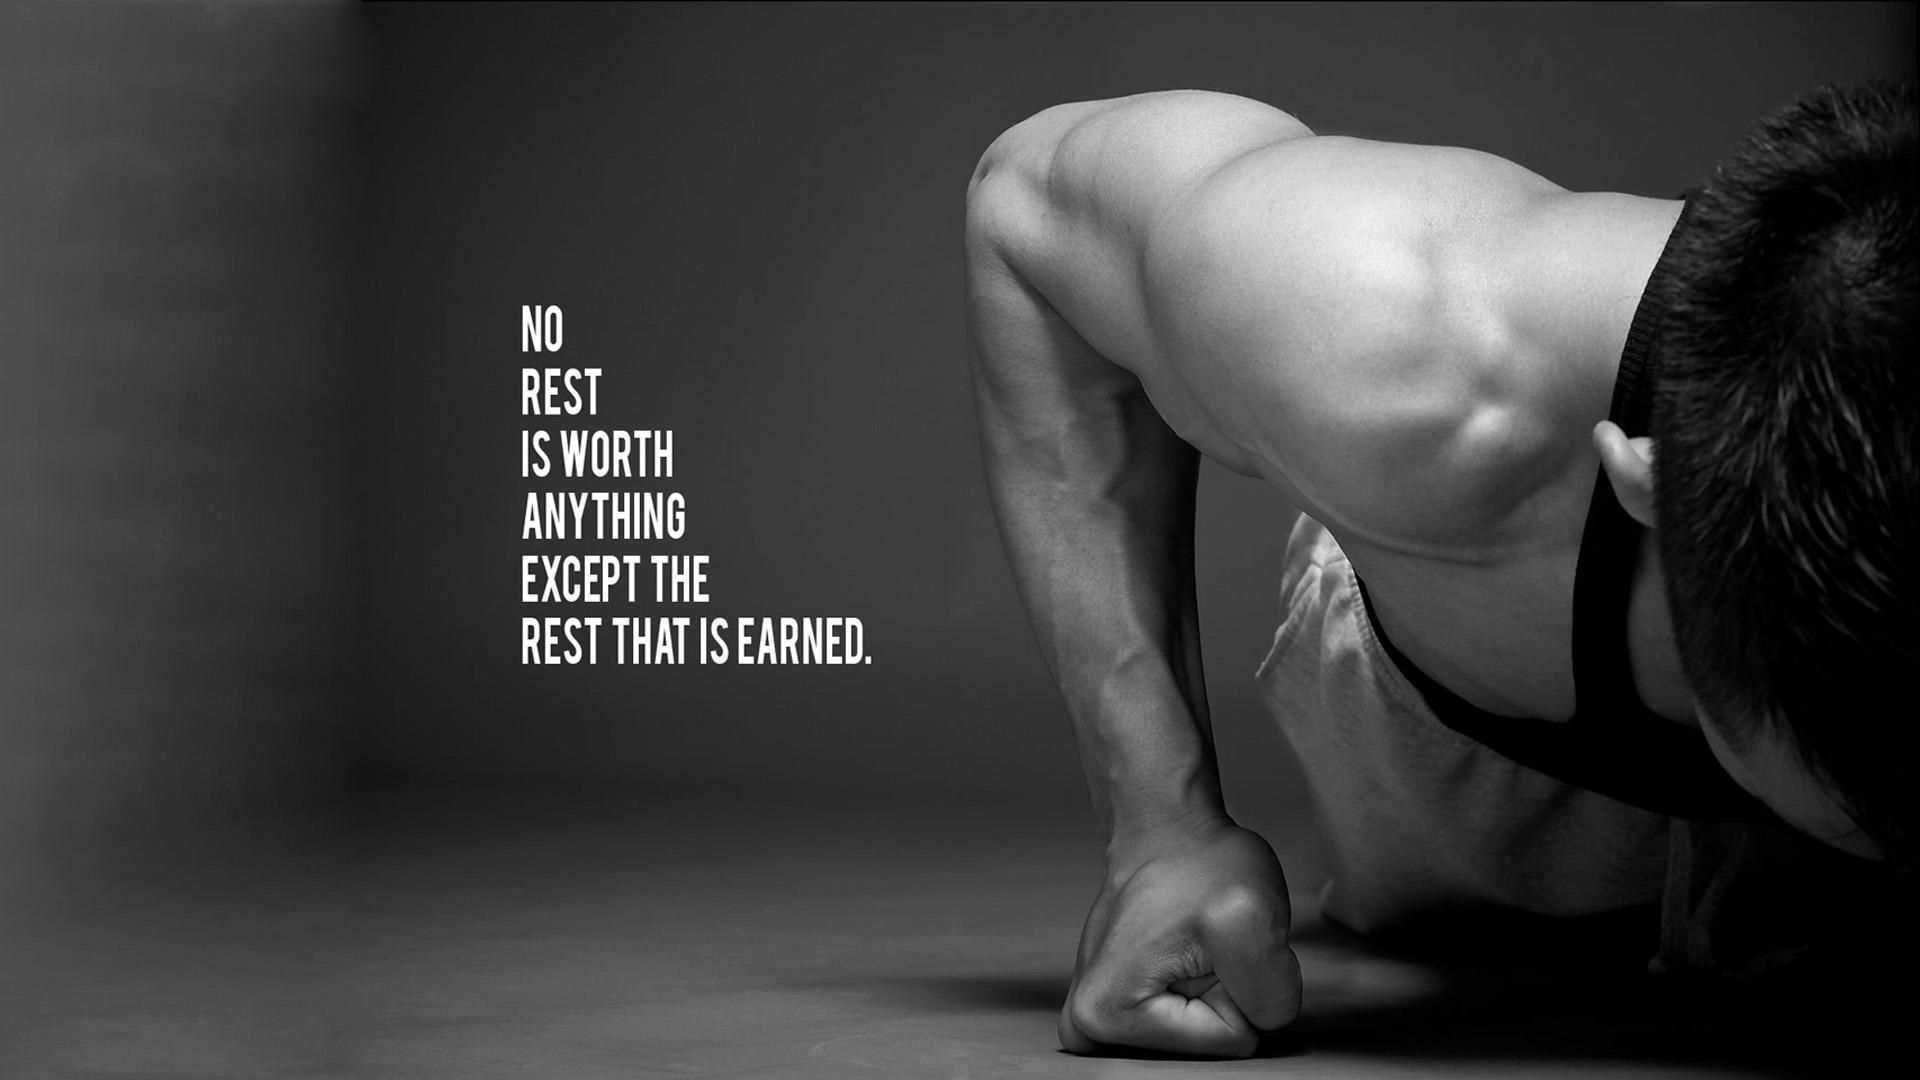 NO
REST
IS WORTH
ANYTHING
EXCEPT THE
REST THAT IS EARNED.